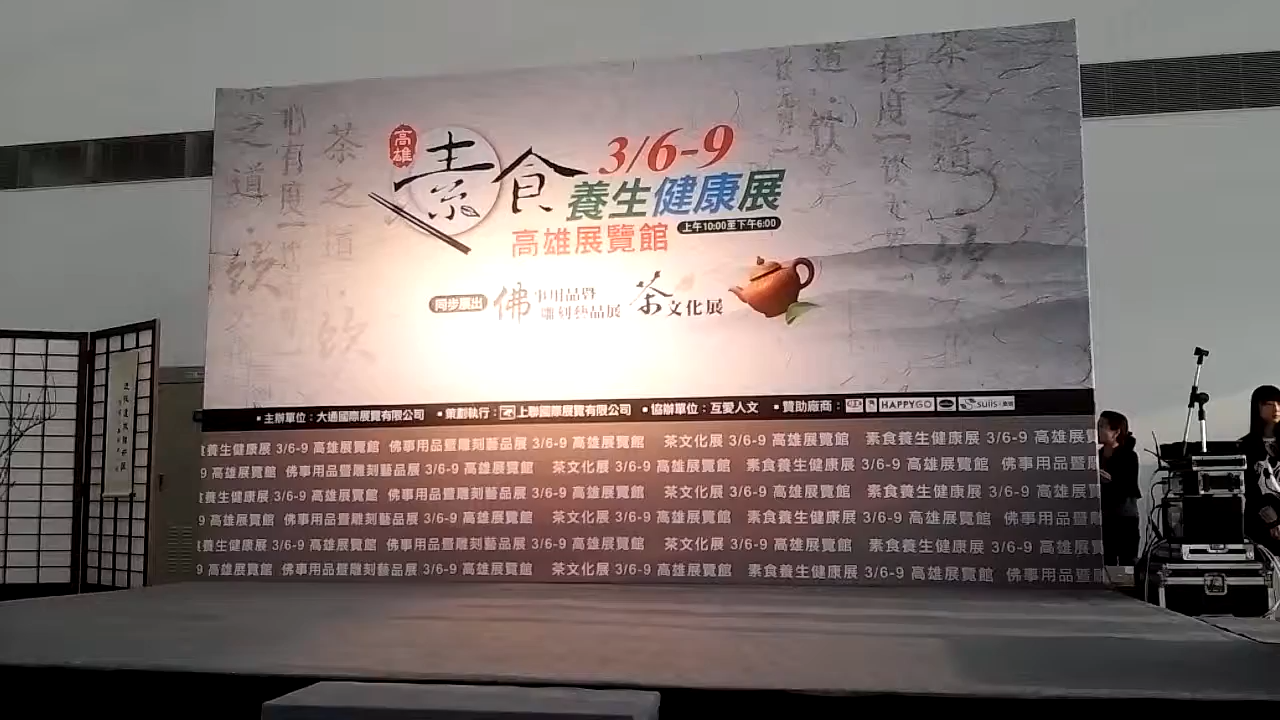 茶之道.飲
心有度一
茶之道.飲
道.飲
有度一
茶之道
高雄
素食
3/6-9
養生健康展
上午10:00至下午6:00
高雄展覽館
同步展出
佛事用品暨
雕刻藝品展
茶文化展
▪主辦單位：大通國際展覽有限公司 ▪策劃執行：上聯國際展覽有限公司 ▪協辦單位：互愛人文 ▪贊助廠商：HAPPYGO
養生健康展 3/6-9 高雄展覽館 佛事用品暨雕刻藝品展 3/6-9 高雄展覽館 茶文化展 3/6-9 高雄展覽館 素食養生健康展 3/6-9 高雄展覽
9 高雄展覽館 佛事用品暨雕刻藝品展 3/6-9 高雄展覽館 茶文化展 3/6-9 高雄展覽館 素食養生健康展 3/6-9 高雄展覽館 佛事用品暨
養生健康展 3/6-9 高雄展覽館 佛事用品暨雕刻藝品展 3/6-9 高雄展覽館 茶文化展 3/6-9 高雄展覽館 素食養生健康展 3/6-9 高雄展覽
9 高雄展覽館 佛事用品暨雕刻藝品展 3/6-9 高雄展覽館 茶文化展 3/6-9 高雄展覽館 素食養生健康展 3/6-9 高雄展覽館 佛事用品暨
養生健康展 3/6-9 高雄展覽館 佛事用品暨雕刻藝品展 3/6-9 高雄展覽館 茶文化展 3/6-9 高雄展覽館 素食養生健康展 3/6-9 高雄展覽
9 高雄展覽館 佛事用品暨雕刻藝品展 3/6-9 高雄展覽館 茶文化展 3/6-9 高雄展覽館 素食養生健康展 3/6-9 高雄展覽館 佛事用品暨